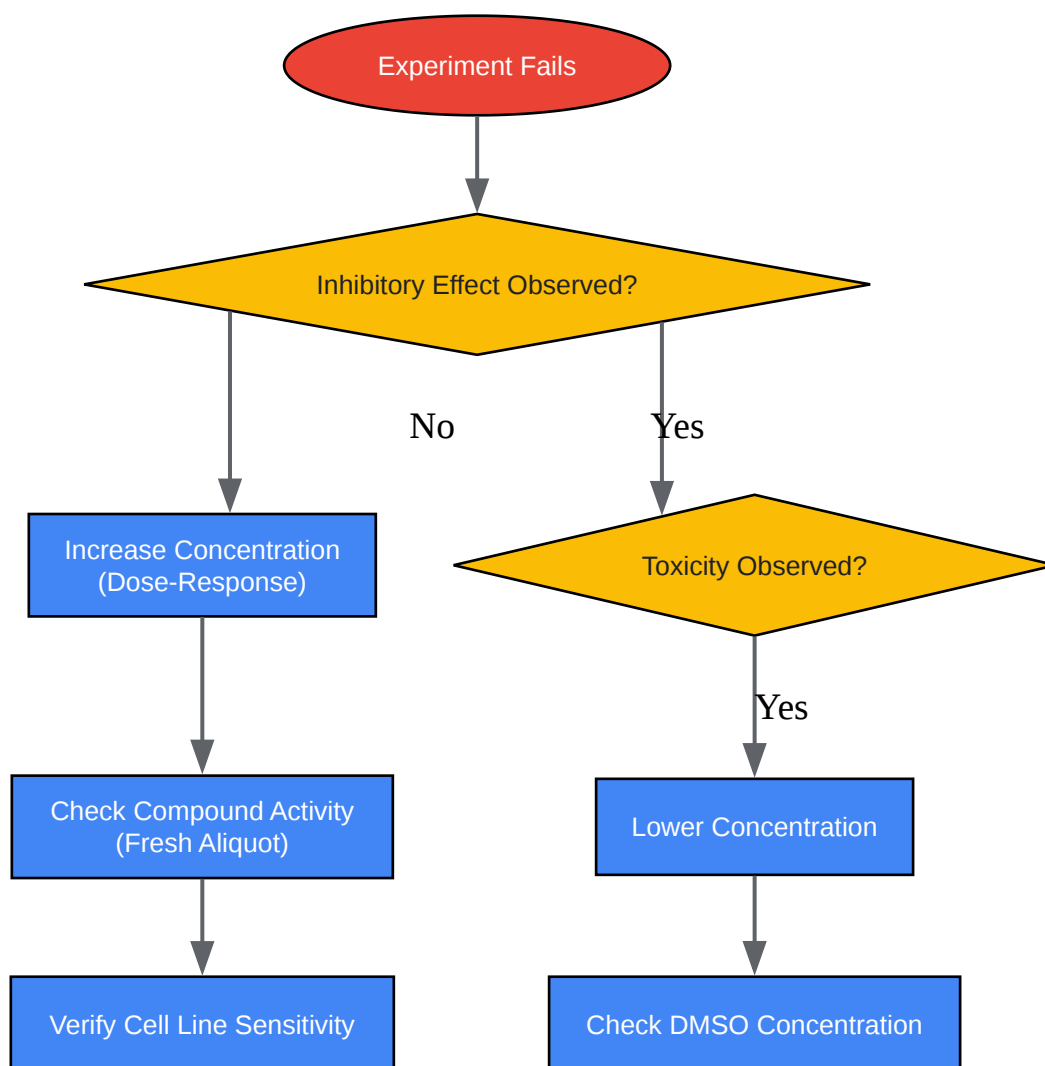 Experiment Fails
Inhibitory Effect Observed?
No
Yes
Increase Concentration
(Dose-Response)
Toxicity Observed?
Yes
Check Compound Activity
(Fresh Aliquot)
Lower Concentration
Verify Cell Line Sensitivity
Check DMSO Concentration